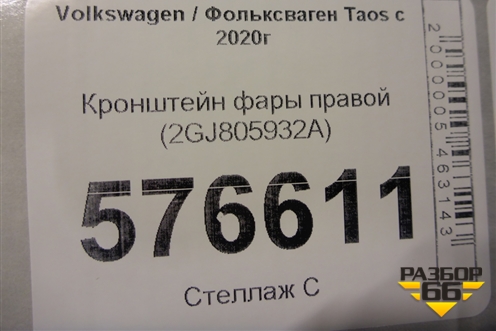 Volkswagen / Фольксваген Taos с
2020г
Кронштейн фары правой
(2GJ805932A)
576611
Стеллаж С
2000005463143
РАЗБОР
66